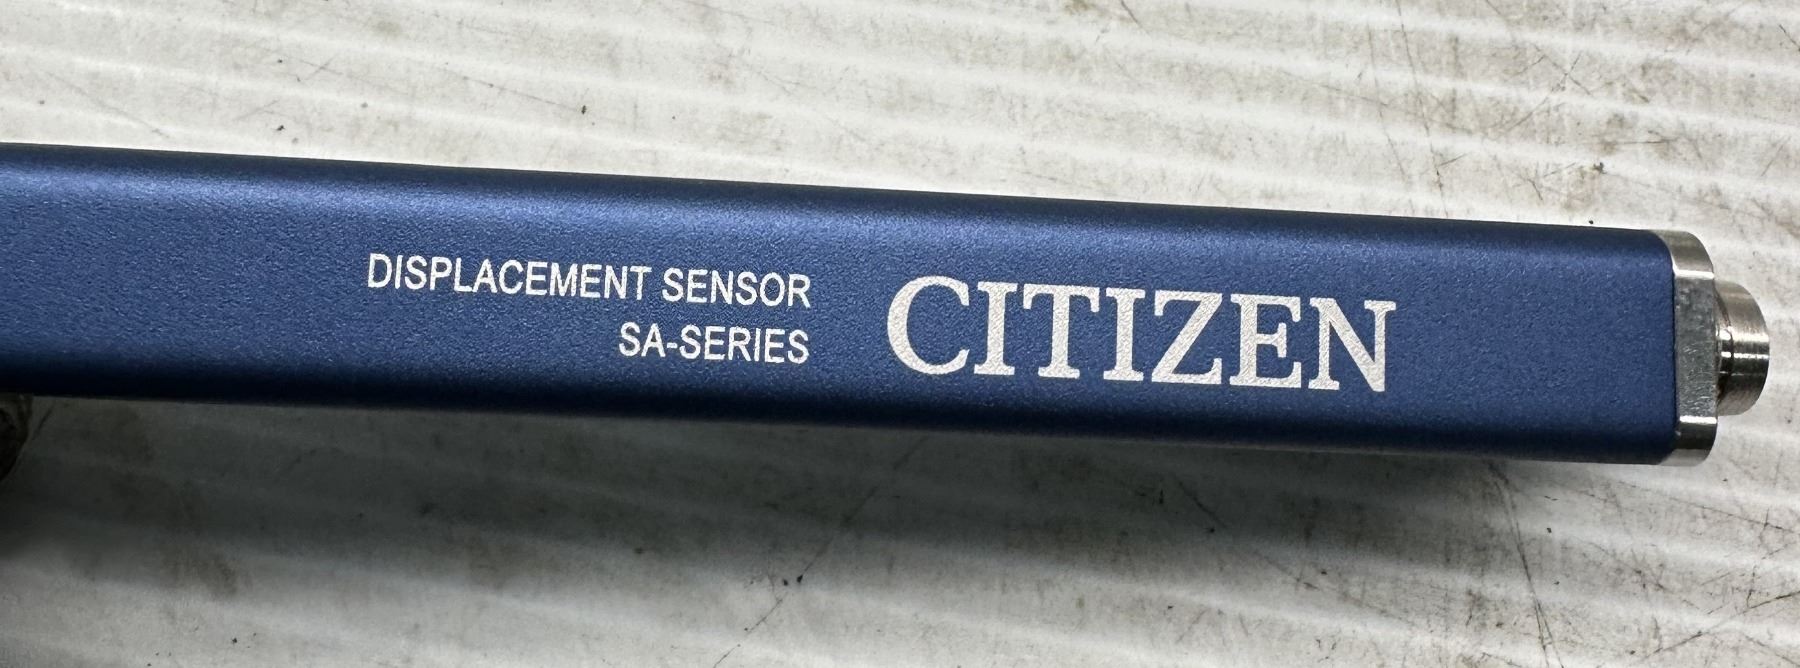 DISPLACEMENT SENSOR
SA-SERIES
CITIZEN